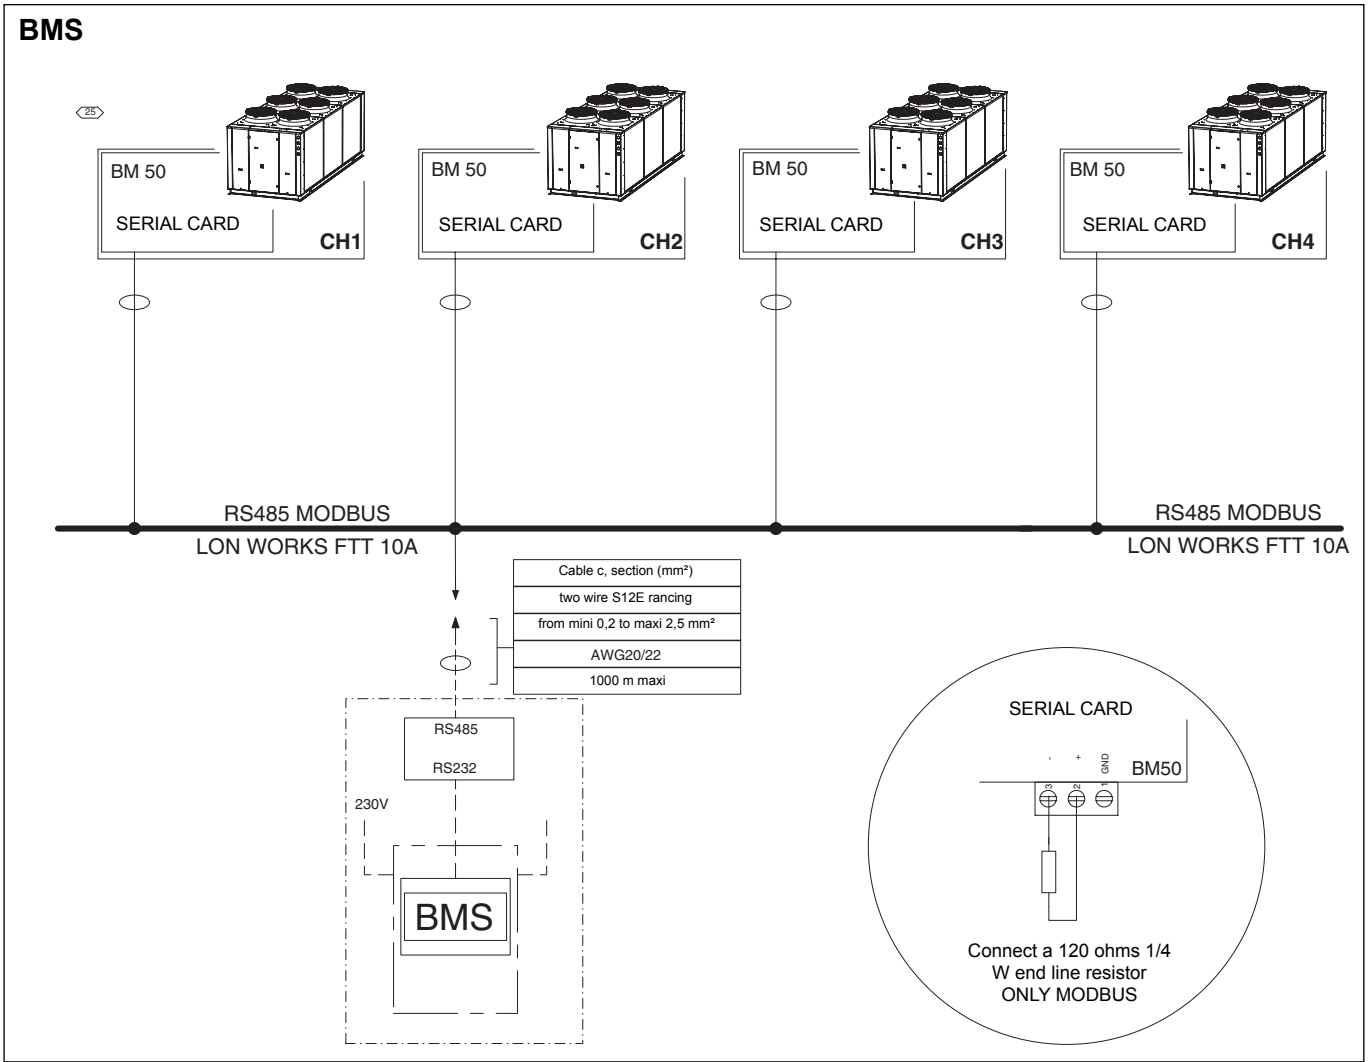 BMS
25
BM 50
SERIAL CARD
CH1
BM 50
SERIAL CARD
CH2
BM 50
SERIAL CARD
CH3
BM 50
SERIAL CARD
CH4
RS485 MODBUS
LON WORKS FTT 10A
RS485 MODBUS
LON WORKS FTT 10A
Cable c, section (mm²)
two wire S12E rancing
from mini 0,2 to maxi 2,5 mm²
AWG20/22
1000 m maxi
RS485
RS232
230V
BMS
SERIAL CARD
- + GND
BM50
3 2 1
Connect a 120 ohms 1/4
W end line resistor
ONLY MODBUS